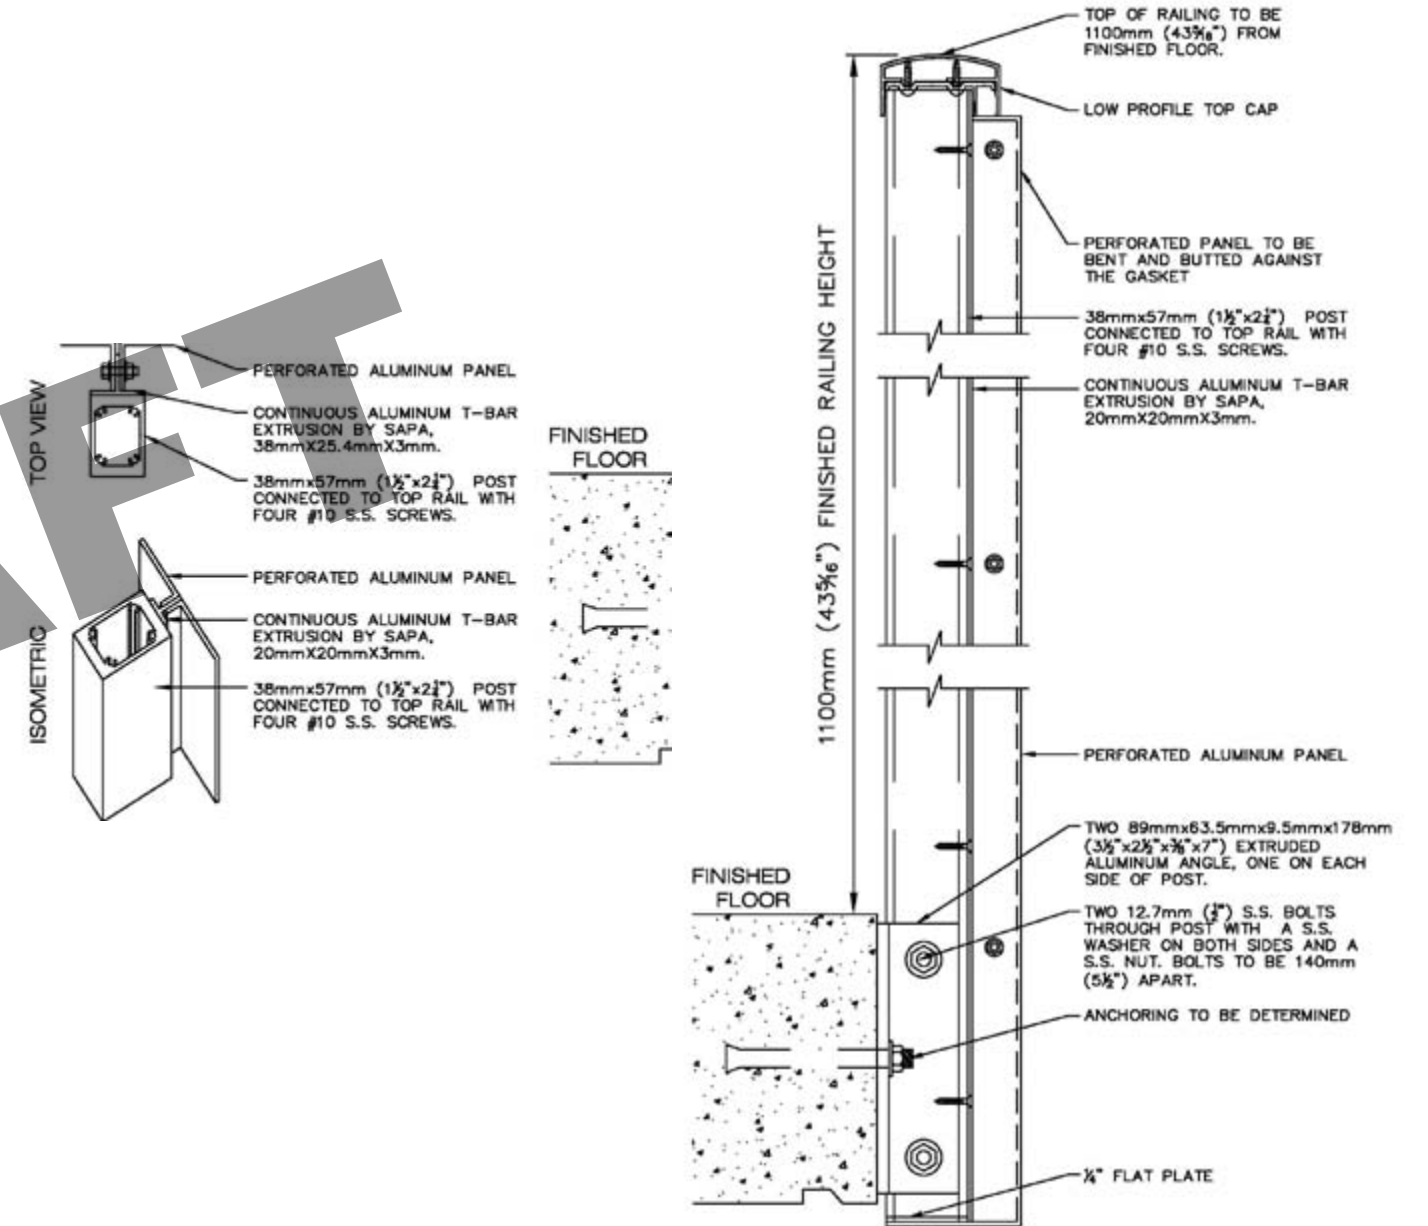 TOP OF RAILING TO BE
1100mm (43⁵⁄₁₆") FROM
FINISHED FLOOR.
LOW PROFILE TOP CAP
PERFORATED PANEL TO BE
BENT AND BUTTED AGAINST
THE GASKET
38mmx57mm (1½"x2¼") POST
CONNECTED TO TOP RAIL WITH
FOUR #10 S.S. SCREWS.
CONTINUOUS ALUMINUM T-BAR
EXTRUSION BY SAPA,
20mmX20mmX3mm.
1100mm (43⁵⁄₁₆") FINISHED RAILING HEIGHT
PERFORATED ALUMINUM PANEL
TWO 89mmx63.5mmx9.5mmx178mm
(3½"x2½"x⅜"x7") EXTRUDED
ALUMINUM ANGLE, ONE ON EACH
SIDE OF POST.
TWO 12.7mm (½") S.S. BOLTS
THROUGH POST WITH A S.S.
WASHER ON BOTH SIDES AND A
S.S. NUT. BOLTS TO BE 140mm
(5½") APART.
ANCHORING TO BE DETERMINED
¼" FLAT PLATE
FINISHED
FLOOR
FINISHED
FLOOR
TOP VIEW
PERFORATED ALUMINUM PANEL
CONTINUOUS ALUMINUM T-BAR
EXTRUSION BY SAPA,
38mmX25.4mmX3mm.
38mmx57mm (1½"x2¼") POST
CONNECTED TO TOP RAIL WITH
FOUR #10 S.S. SCREWS.
ISOMETRIC
PERFORATED ALUMINUM PANEL
CONTINUOUS ALUMINUM T-BAR
EXTRUSION BY SAPA,
20mmX20mmX3mm.
38mmx57mm (1½"x2¼") POST
CONNECTED TO TOP RAIL WITH
FOUR #10 S.S. SCREWS.
FT